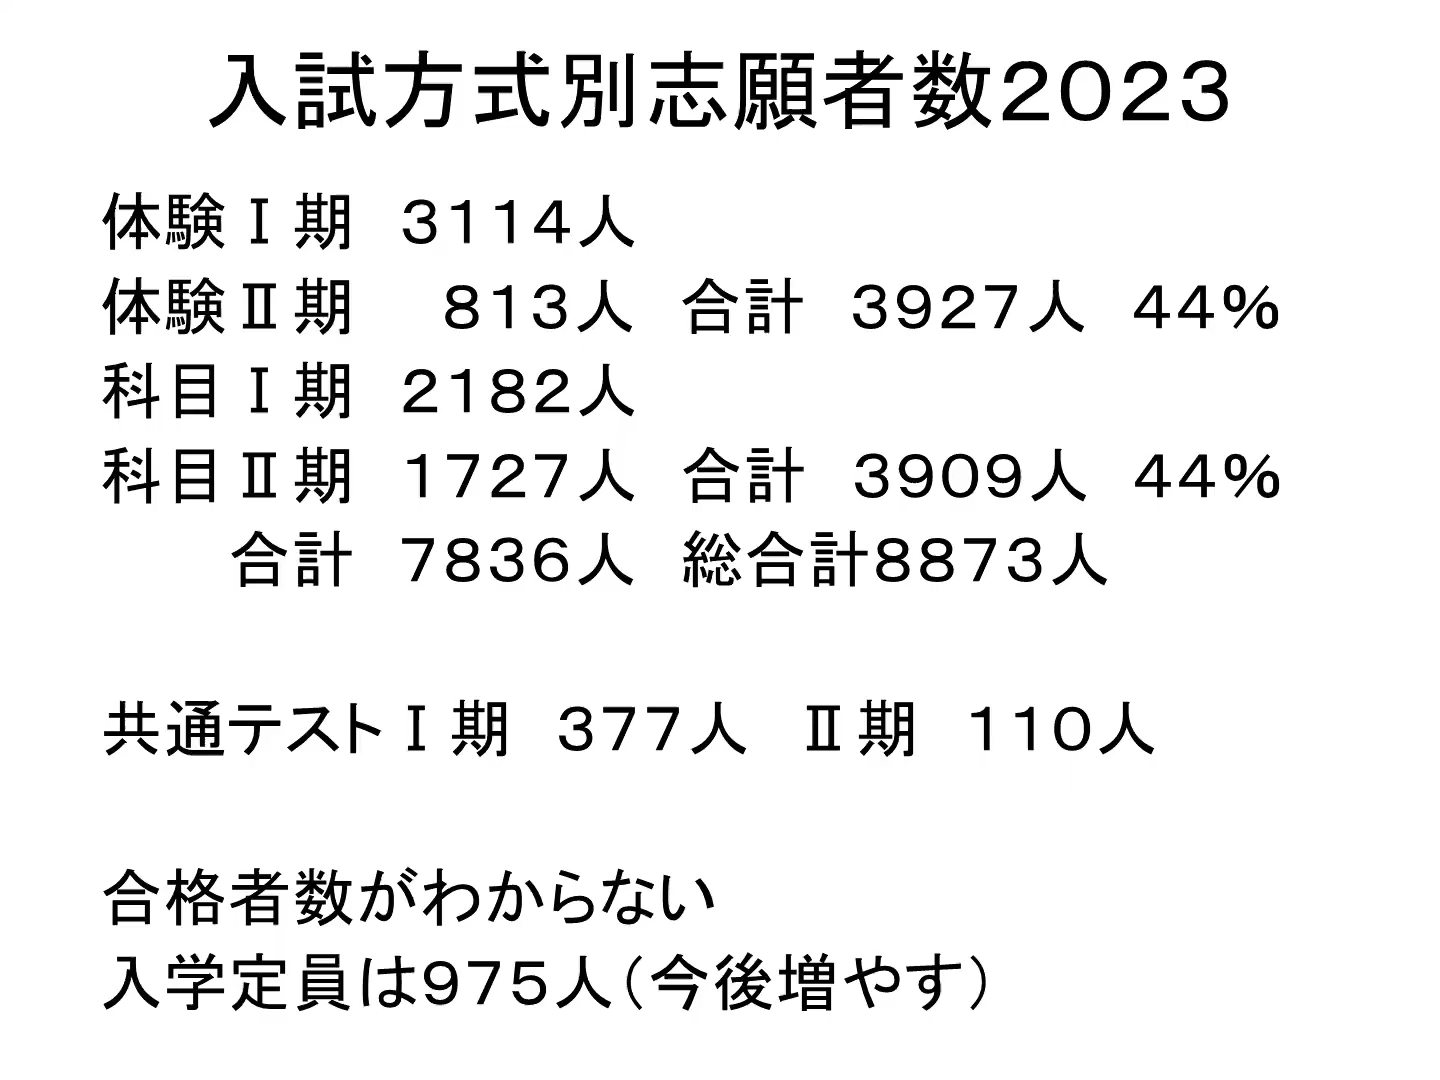 入試方式別志願者数２０２３
体験Ⅰ期　３１１４人
体験Ⅱ期　　８１３人　合計　３９２７人　４４％
科目Ⅰ期　２１８２人
科目Ⅱ期　１７２７人　合計　３９０９人　４４％
合計　７８３６人　総合計８８７３人
共通テストⅠ期　３７７人　Ⅱ期　１１０人
合格者数がわからない
入学定員は９７５人（今後増やす）